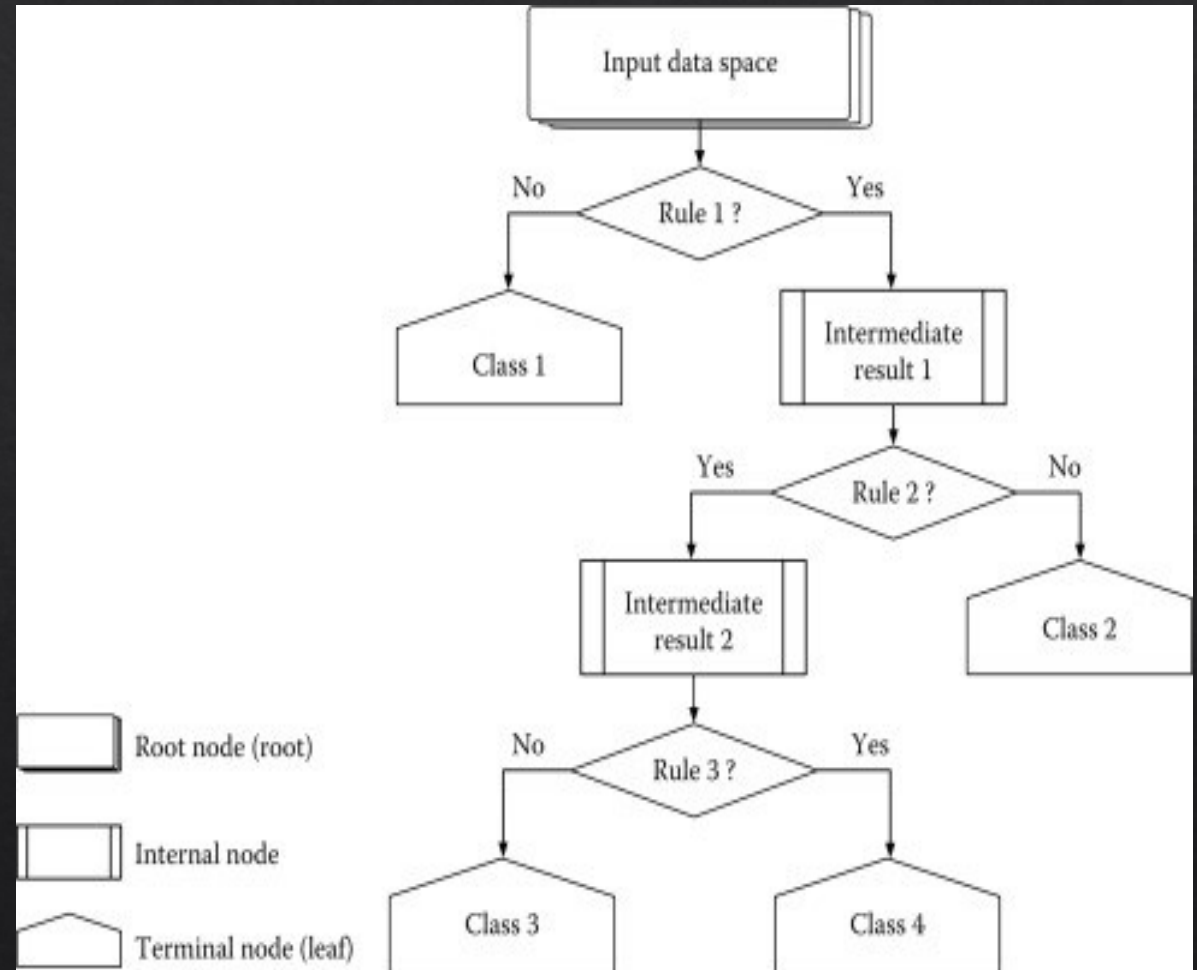 Input data space
No
Yes
Rule 1 ?
Class 1
Intermediate
result 1
Yes
No
Rule 2 ?
Intermediate
result 2
Class 2
No
Yes
Rule 3 ?
Class 3
Class 4
Root node (root)
Internal node
Terminal node (leaf)